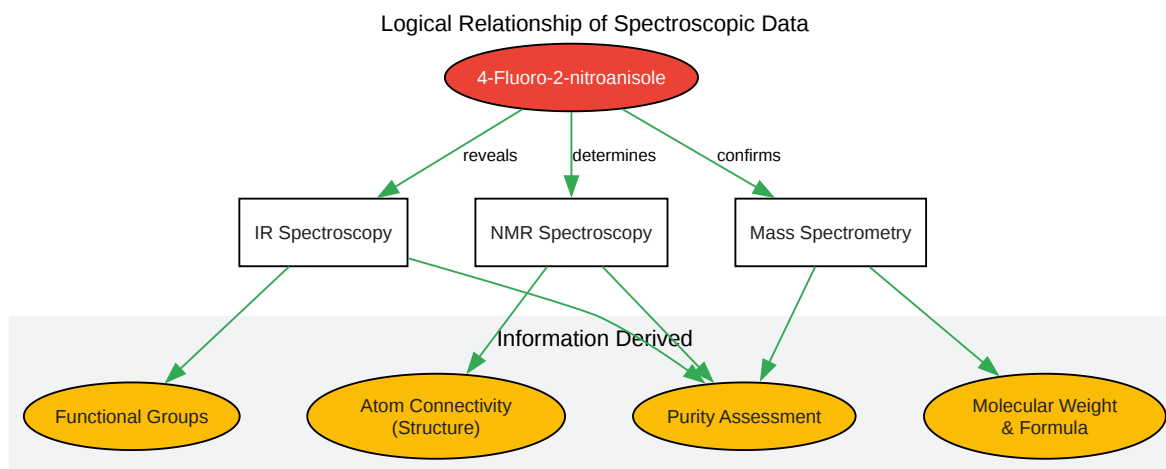 Logical Relationship of Spectroscopic Data
4-Fluoro-2-nitroanisole
reveals
determines
confirms
IR Spectroscopy
NMR Spectroscopy
Mass Spectrometry
Information Derived
Functional Groups
Atom Connectivity
(Structure)
Purity Assessment
Molecular Weight
& Formula